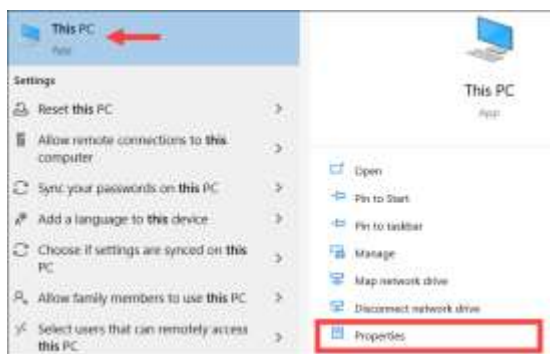 This PC
App
Settings
Reset this PC
Allow remote connections to this
computer
Sync your passwords on this PC
Add a language to this device
Choose if settings are synced on this
PC
Allow family members to use this PC
Select users that can remotely access
this PC
This PC
App
Open
Pin to Start
Pin to taskbar
Manage
Map network drive
Disconnect network drive
Properties